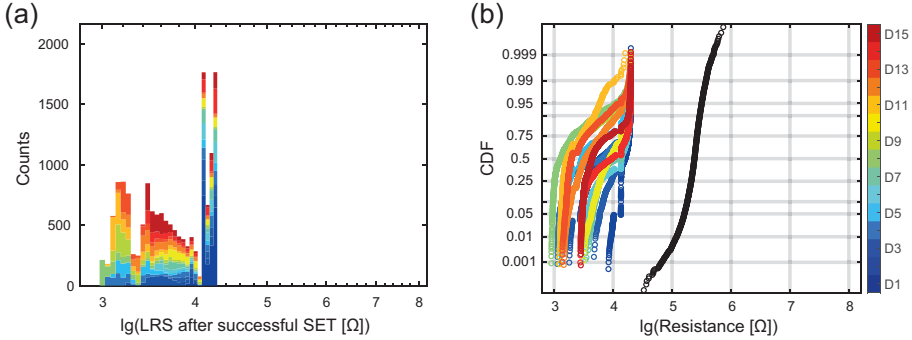 (a)
2000
1500
1000
500
0
Counts
3 4 5 6 7 8
lg(LRS after successful SET [Ω])
(b)
0.999
0.99
0.95
0.75
0.5
0.25
0.05
0.01
0.001
CDF
3 4 5 6 7 8
lg(Resistance [Ω])
D15
D13
D11
D9
D7
D5
D3
D1